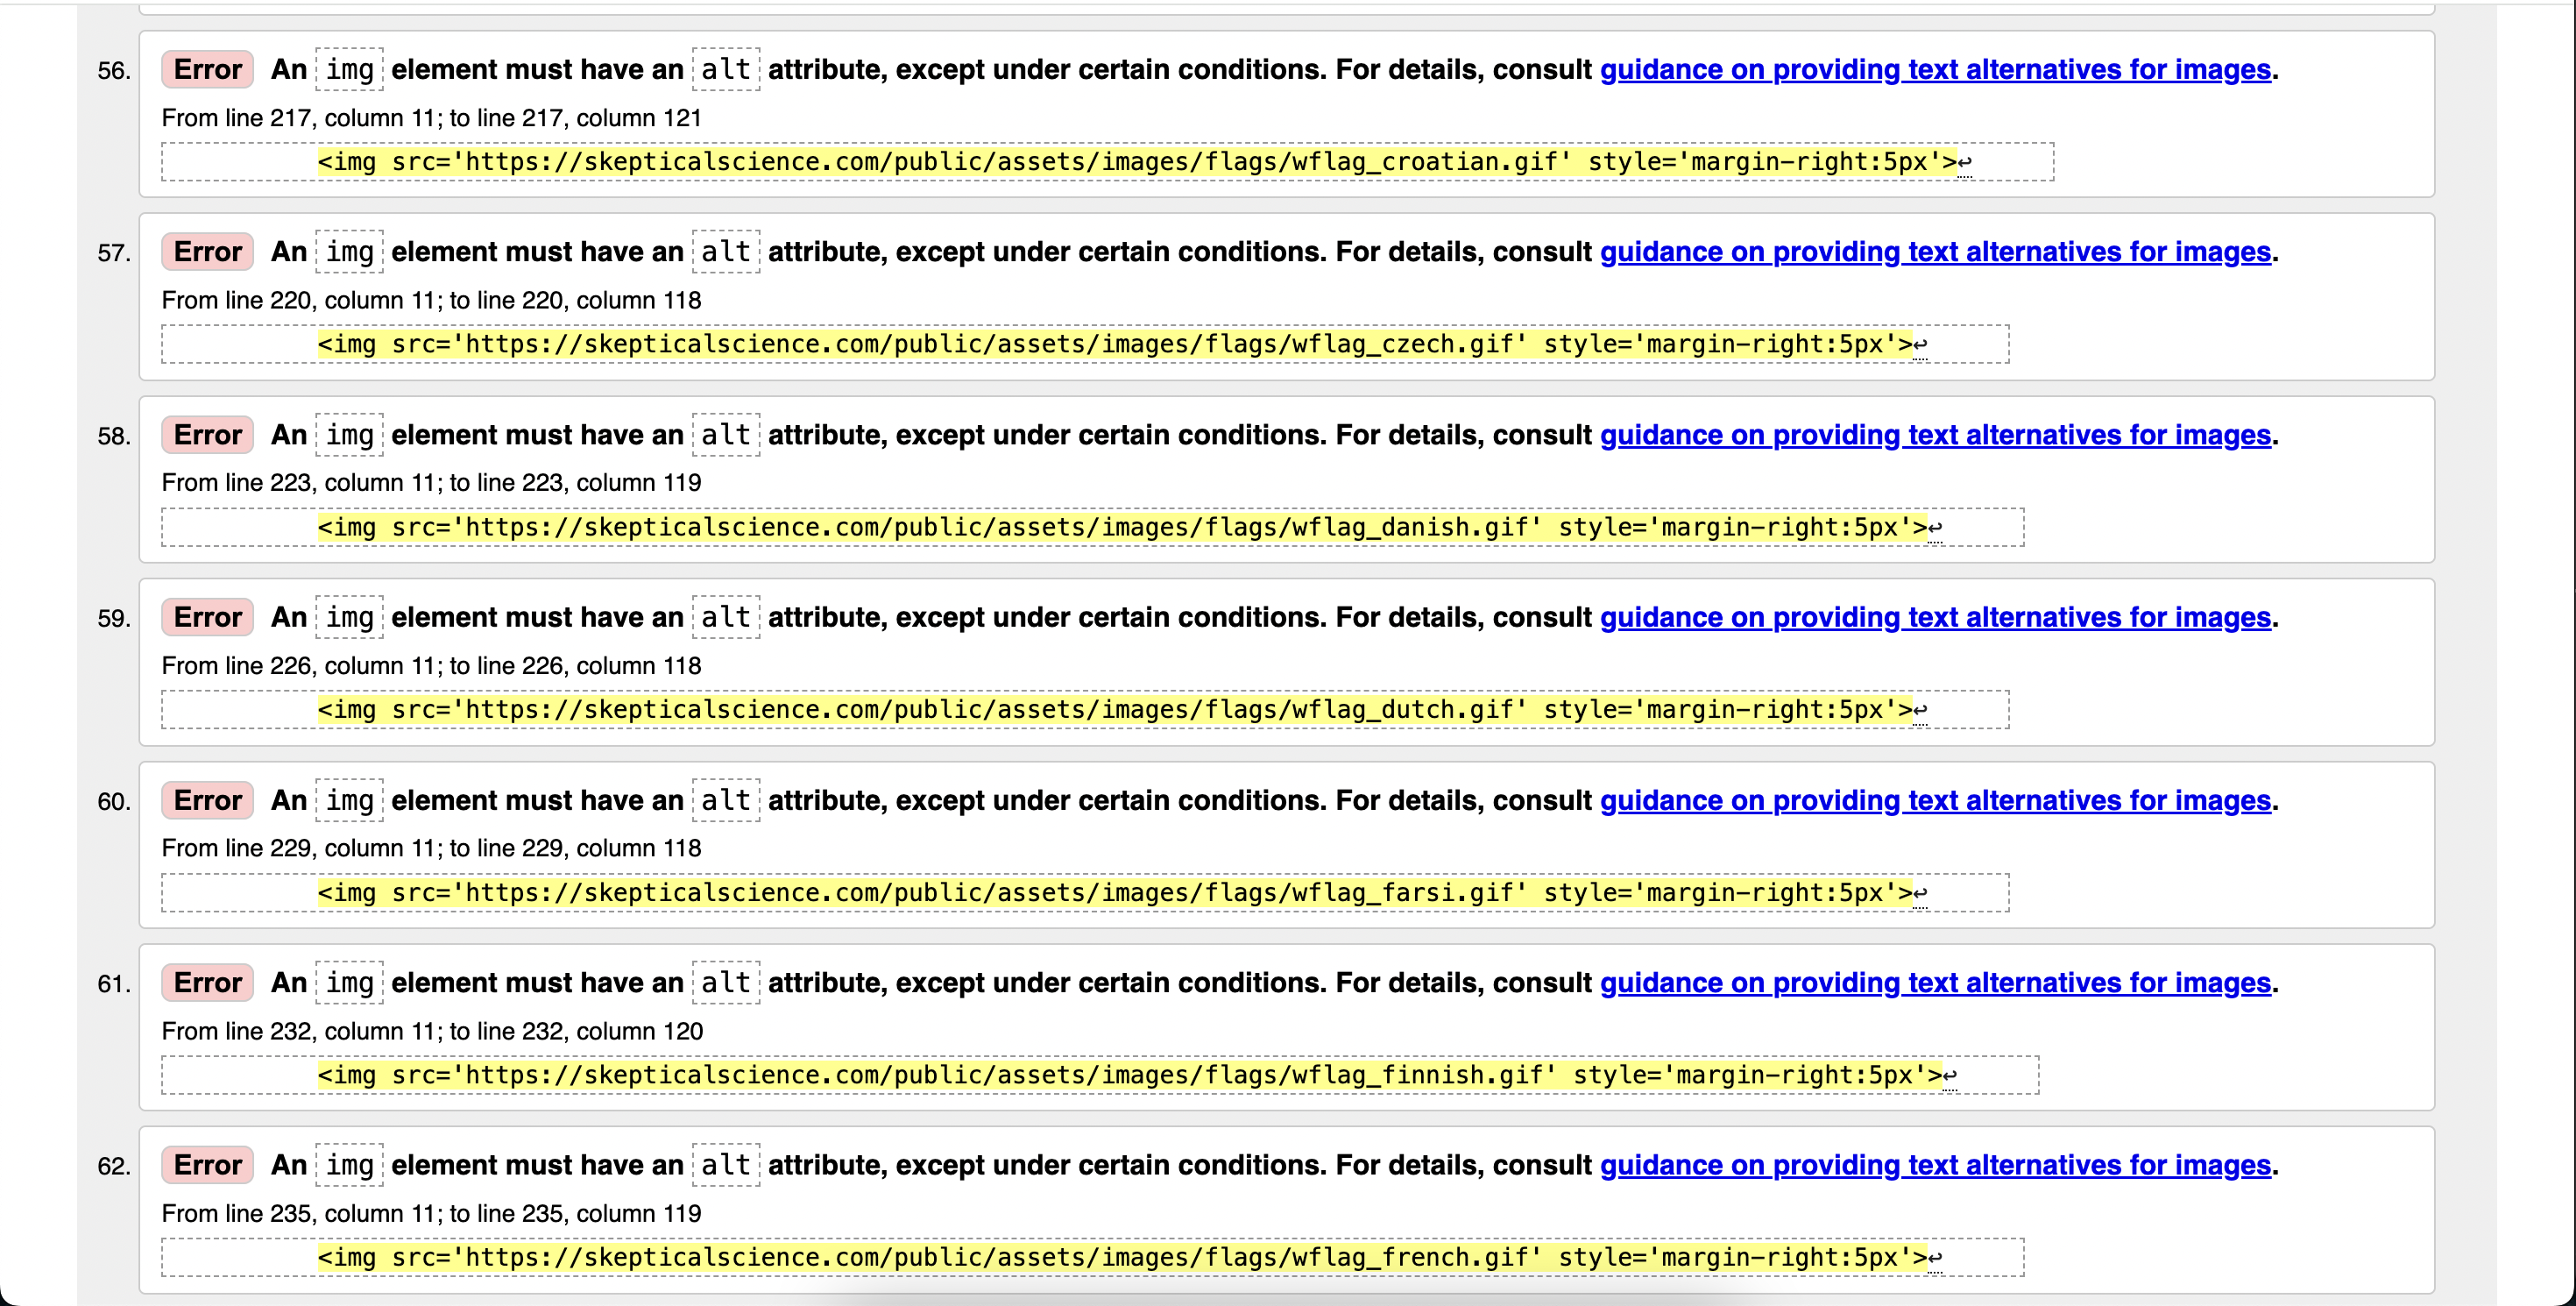 56. Error An img element must have an alt attribute, except under certain conditions. For details, consult guidance on providing text alternatives for images.
From line 217, column 11; to line 217, column 121
<img src='https://skepticalscience.com/public/assets/images/flags/wflag_croatian.gif' style='margin-right:5px'>↩
57. Error An img element must have an alt attribute, except under certain conditions. For details, consult guidance on providing text alternatives for images.
From line 220, column 11; to line 220, column 118
<img src='https://skepticalscience.com/public/assets/images/flags/wflag_czech.gif' style='margin-right:5px'>↩
58. Error An img element must have an alt attribute, except under certain conditions. For details, consult guidance on providing text alternatives for images.
From line 223, column 11; to line 223, column 119
<img src='https://skepticalscience.com/public/assets/images/flags/wflag_danish.gif' style='margin-right:5px'>↩
59. Error An img element must have an alt attribute, except under certain conditions. For details, consult guidance on providing text alternatives for images.
From line 226, column 11; to line 226, column 118
<img src='https://skepticalscience.com/public/assets/images/flags/wflag_dutch.gif' style='margin-right:5px'>↩
60. Error An img element must have an alt attribute, except under certain conditions. For details, consult guidance on providing text alternatives for images.
From line 229, column 11; to line 229, column 118
<img src='https://skepticalscience.com/public/assets/images/flags/wflag_farsi.gif' style='margin-right:5px'>↩
61. Error An img element must have an alt attribute, except under certain conditions. For details, consult guidance on providing text alternatives for images.
From line 232, column 11; to line 232, column 120
<img src='https://skepticalscience.com/public/assets/images/flags/wflag_finnish.gif' style='margin-right:5px'>↩
62. Error An img element must have an alt attribute, except under certain conditions. For details, consult guidance on providing text alternatives for images.
From line 235, column 11; to line 235, column 119
<img src='https://skepticalscience.com/public/assets/images/flags/wflag_french.gif' style='margin-right:5px'>↩